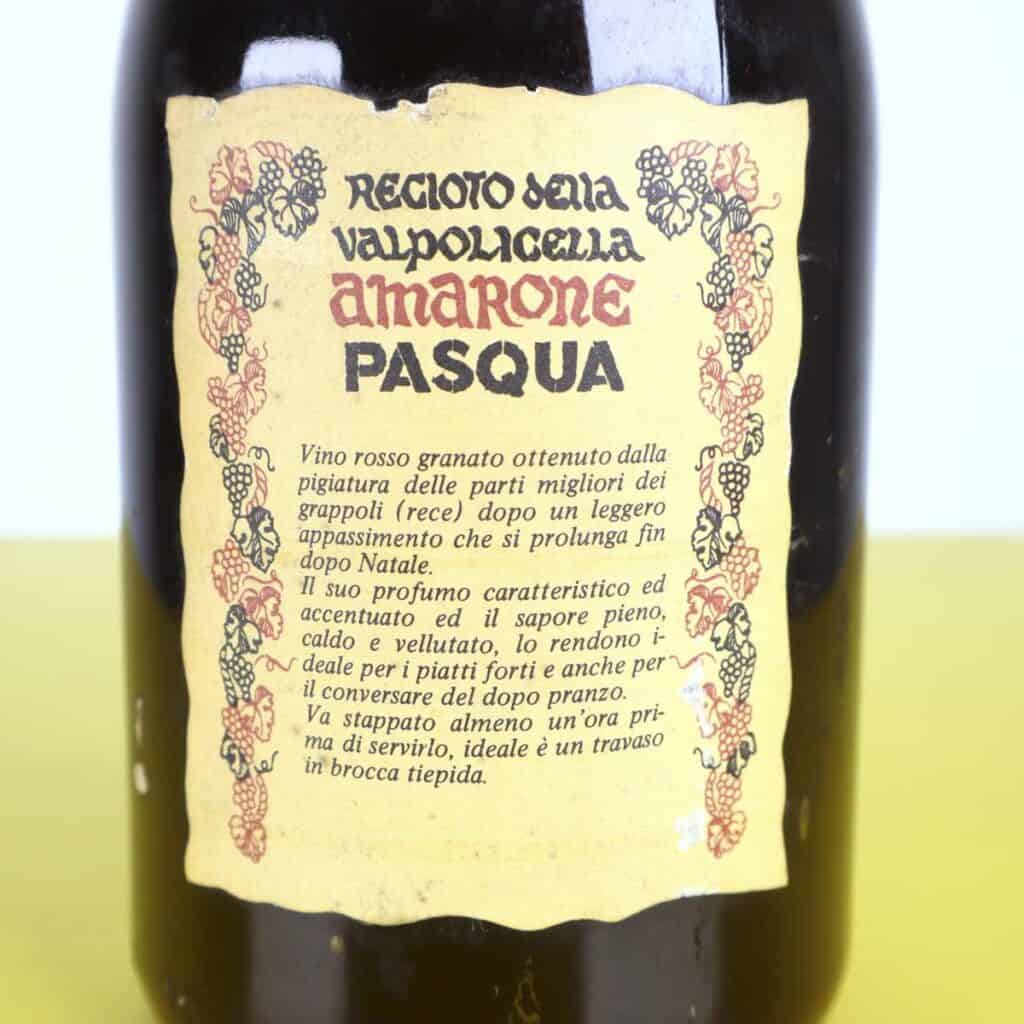 RECIOTO DELLA
VALPOLICELLA
AMARONE
PASQUA
Vino rosso granato ottenuto dalla
pigiatura delle parti migliori dei
grappoli (rece) dopo un leggero
appassimento che si prolunga fin
dopo Natale.
Il suo profumo caratteristico ed
accentuato ed il sapore pieno,
caldo e vellutato, lo rendono i-
deale per i piatti forti e anche per
il conversare del dopo pranzo.
Va stappato almeno un'ora pri-
ma di servirlo, ideale è un travaso
in brocca tiepida.